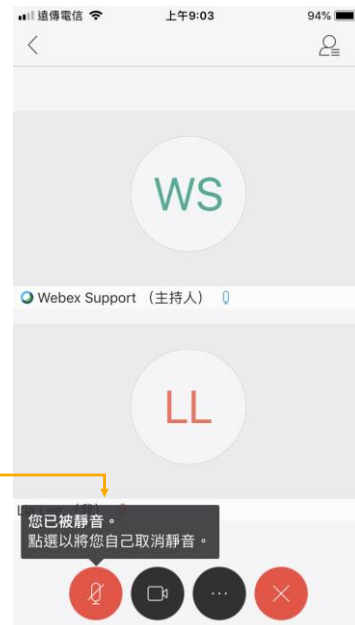 遠傳電信 上午9:03 94%
WS
Webex Support （主持人）
LL
您已被靜音。
點選以將您自己取消靜音。